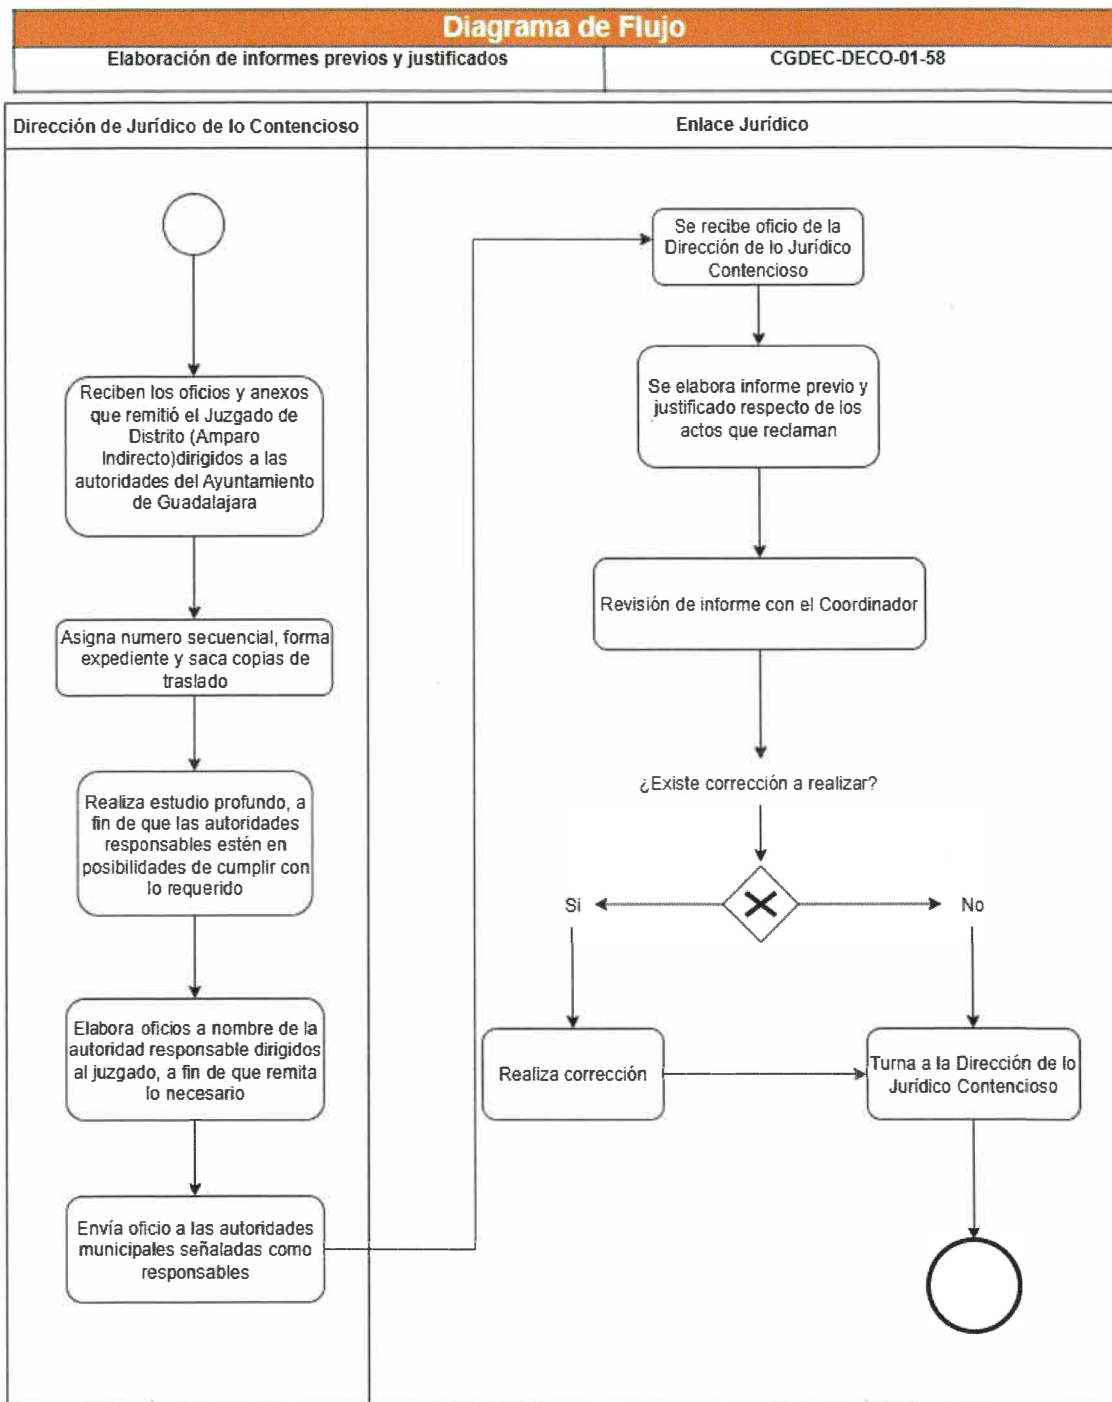 Diagrama de Flujo
Elaboración de informes previos y justificados
CGDEC-DECO-01-58
Dirección de Jurídico de lo Contencioso
Enlace Jurídico
Reciben los oficios y anexos
que remitió el Juzgado de
Distrito (Amparo
Indirecto)dirigidos a las
autoridades del Ayuntamiento
de Guadalajara
Asigna numero secuencial, forma
expediente y saca copias de
traslado
Realiza estudio profundo, a
fin de que las autoridades
responsables estén en
posibilidades de cumplir con
lo requerido
Elabora oficios a nombre de la
autoridad responsable dirigidos
al juzgado, a fin de que remita
lo necesario
Envía oficio a las autoridades
municipales señaladas como
responsables
Se recibe oficio de la
Dirección de lo Jurídico
Contencioso
Se elabora informe previo y
justificado respecto de los
actos que reclaman
Revisión de informe con el Coordinador
¿Existe corrección a realizar?
Si
No
Realiza corrección
Turna a la Dirección de lo
Jurídico Contencioso